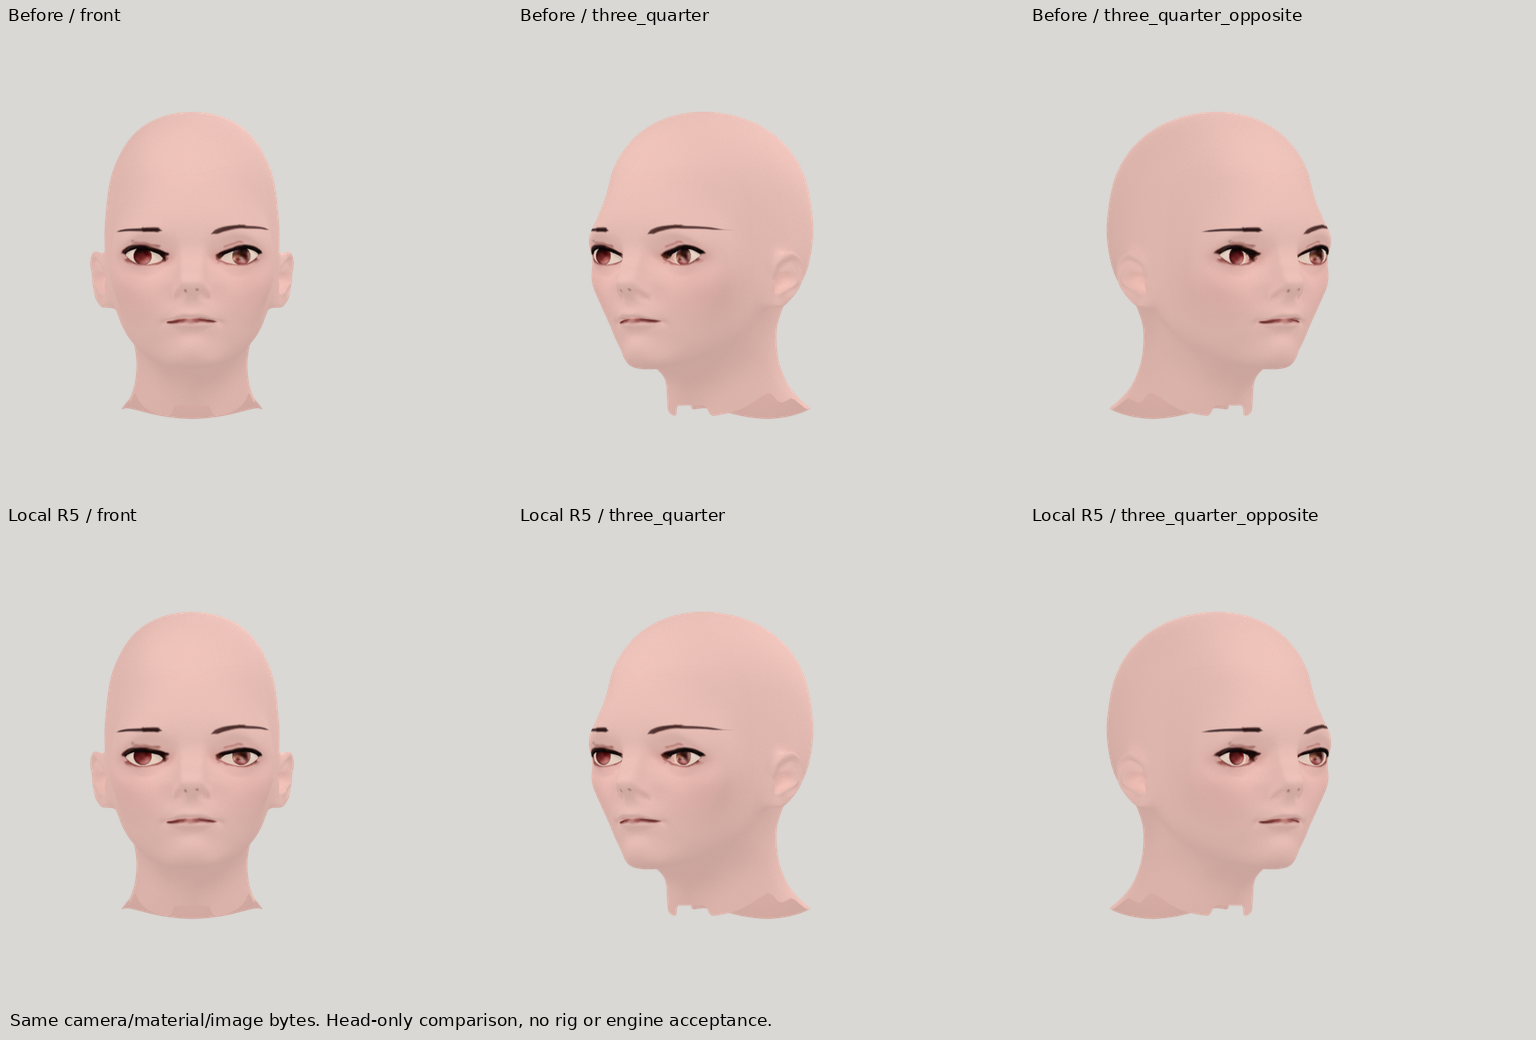 Before / front
Before / three_quarter
Before / three_quarter_opposite
Local R5 / front
Local R5 / three_quarter
Local R5 / three_quarter_opposite
Same camera/material/image bytes. Head-only comparison, no rig or engine acceptance.